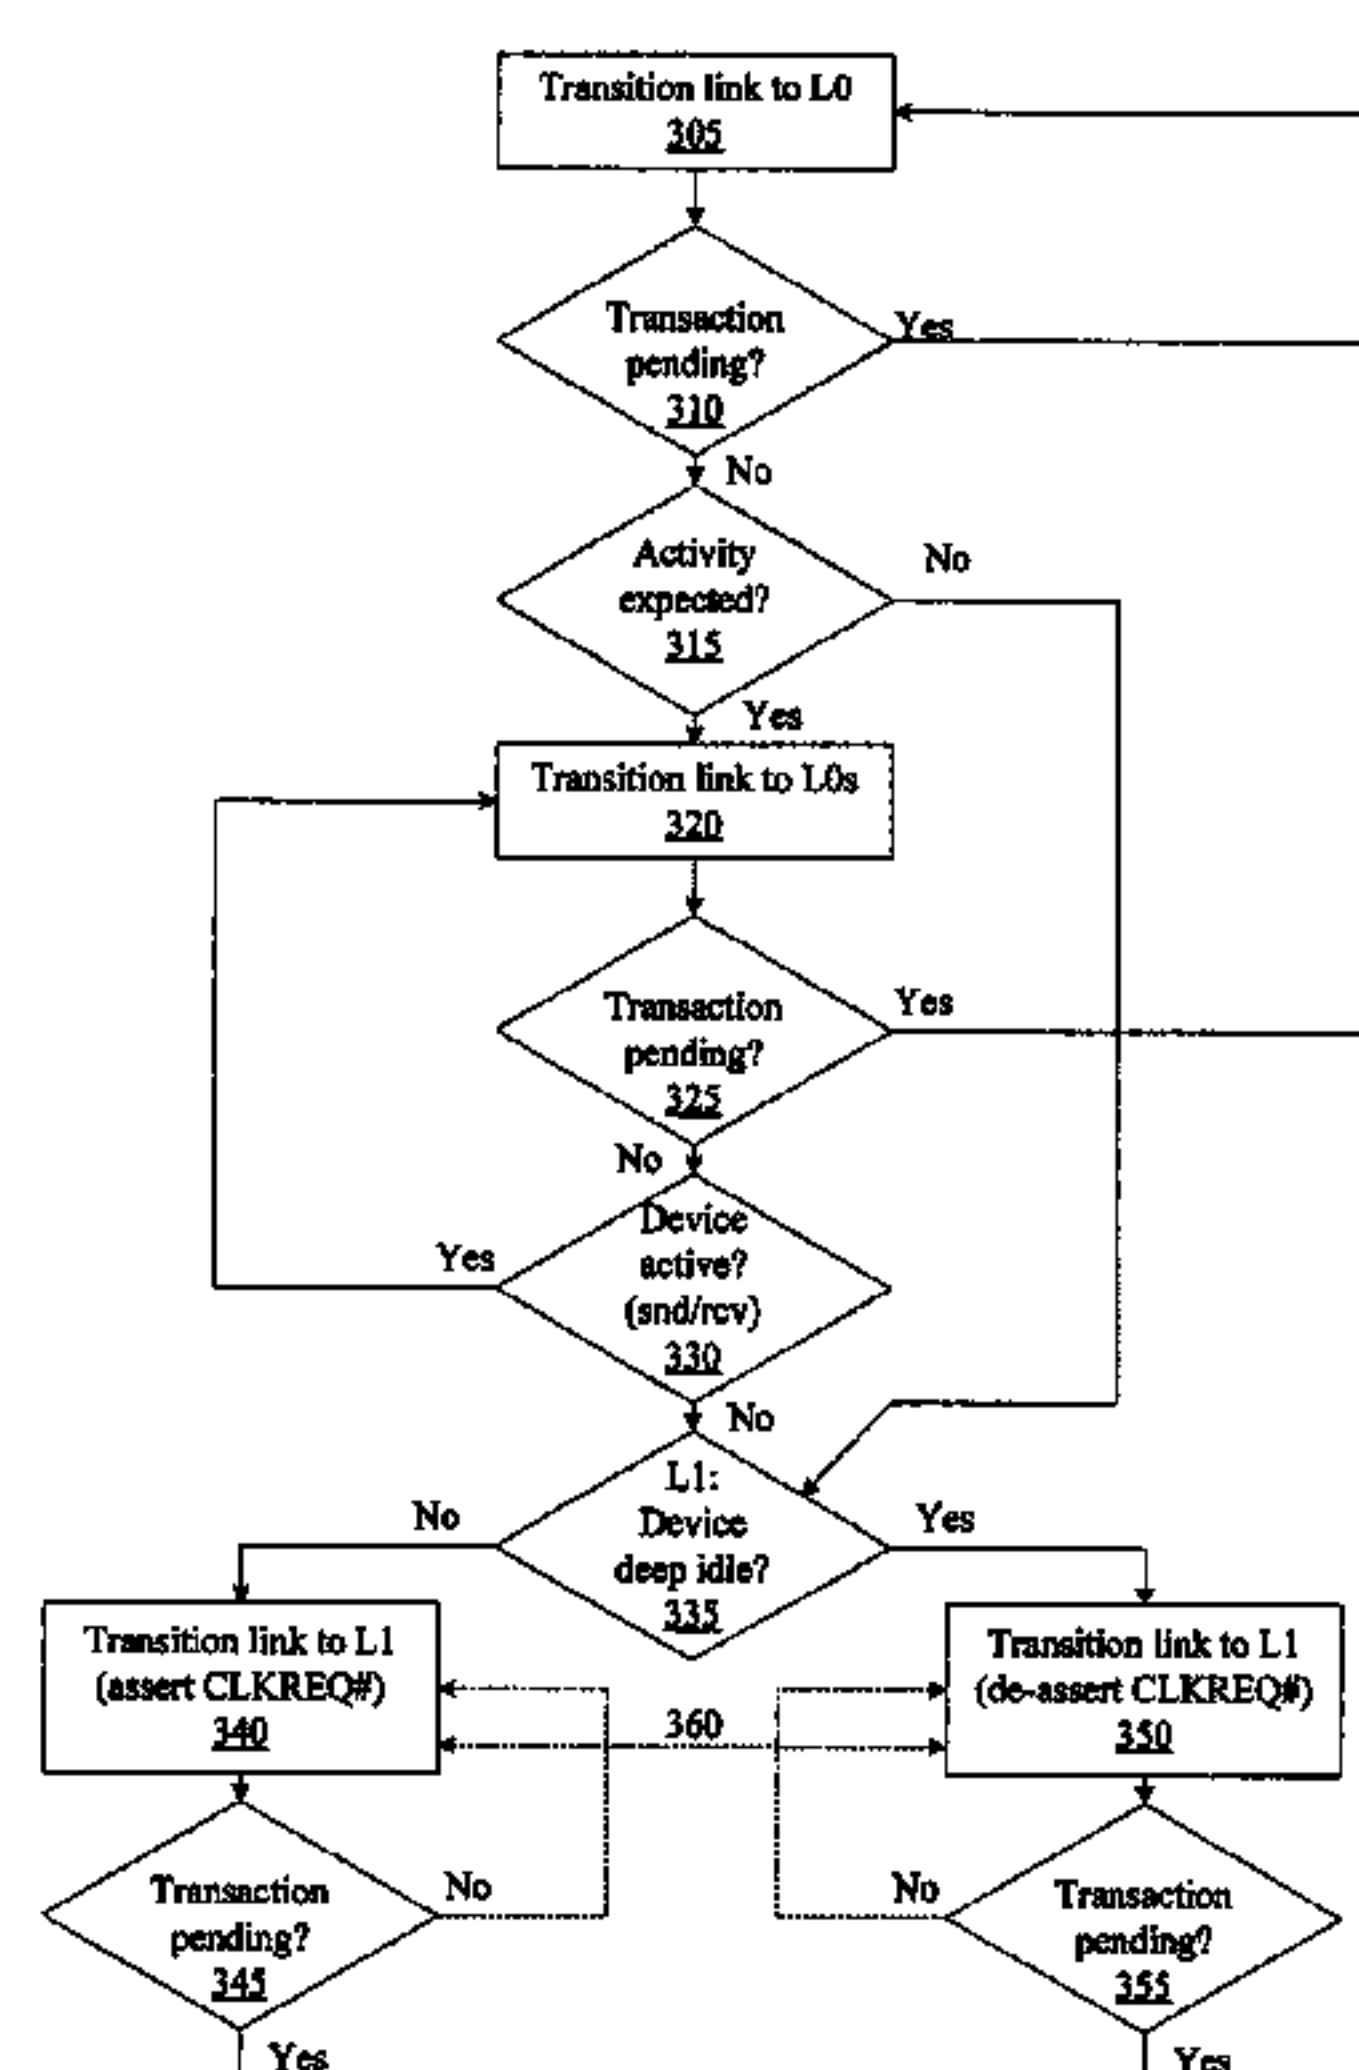 Transition link to L0
305
Transaction
pending?
310
Yes
No
Activity
expected?
315
No
Yes
Transition link to L0s
320
Transaction
pending?
325
Yes
No
Device
active?
(snd/rcv)
330
Yes
No
L1:
Device
deep idle?
335
No
Yes
Transition link to L1
(assert CLKREQ#)
340
360
Transition link to L1
(de-assert CLKREQ#)
350
Transaction
pending?
345
No
No
Transaction
pending?
355
Yes
Yes